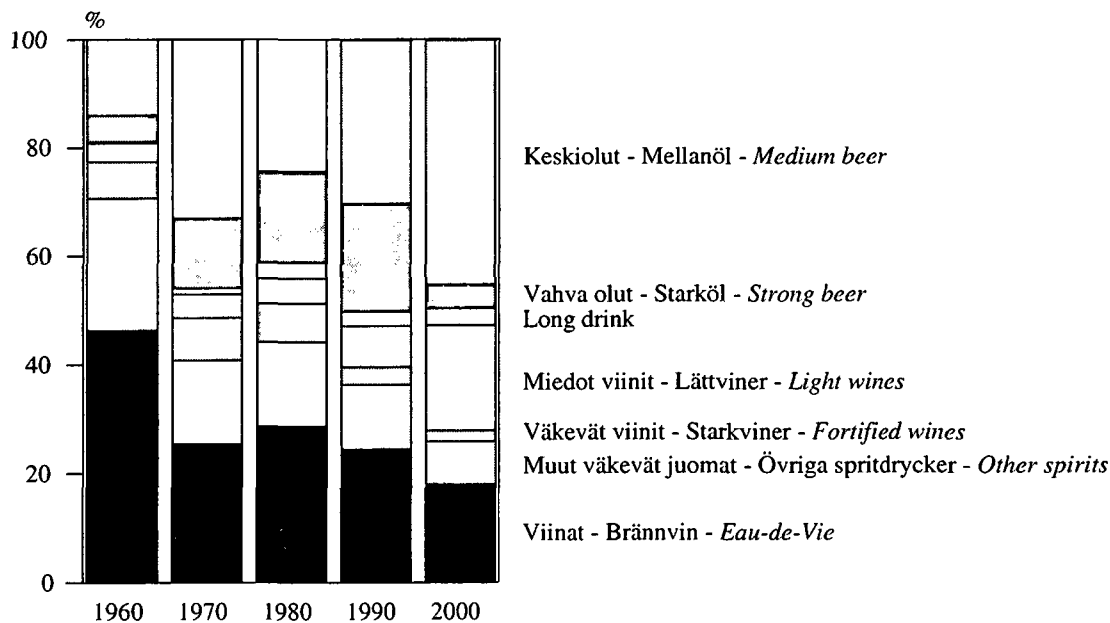 %
100
80
60
40
20
0
1960 1970 1980 1990 2000
Keskiolut - Mellanöl - Medium beer
Vahva olut - Starköl - Strong beer
Long drink
Miedot viinit - Lättviner - Light wines
Väkevät viinit - Starkviner - Fortified wines
Muut väkevät juomat - Övriga spritdrycker - Other spirits
Viinat - Brännvin - Eau-de-Vie